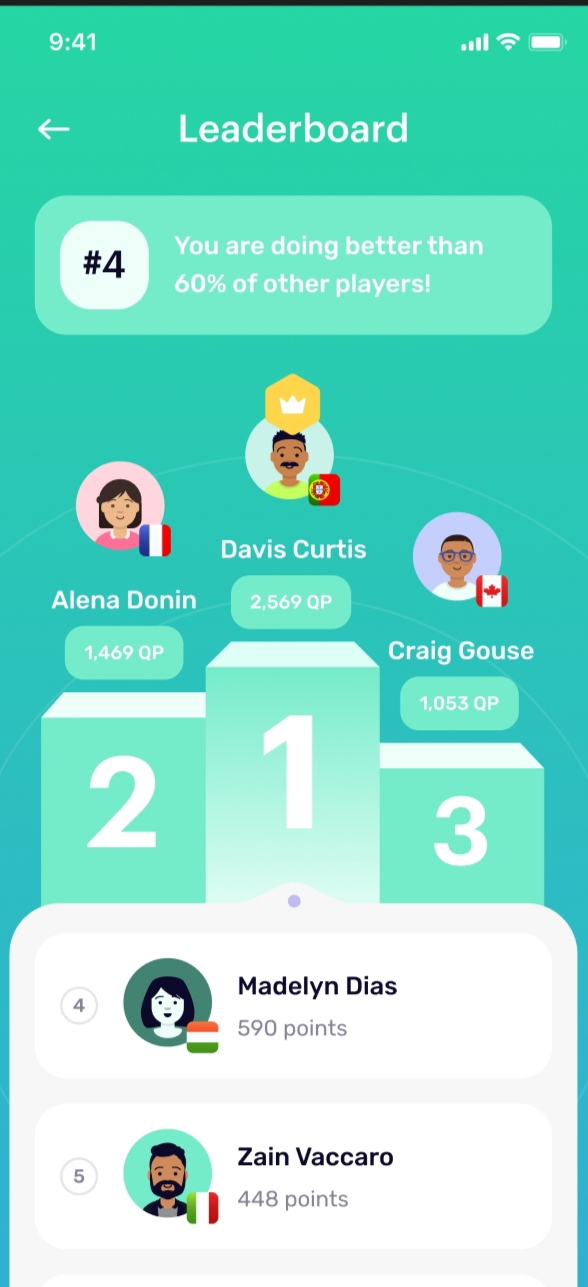 9:41
Leaderboard
#4
You are doing better than
60% of other players!
Davis Curtis
2,569 QP
Alena Donin
1,469 QP
Craig Gouse
1,053 QP
1
2
3
4
Madelyn Dias
590 points
5
Zain Vaccaro
448 points